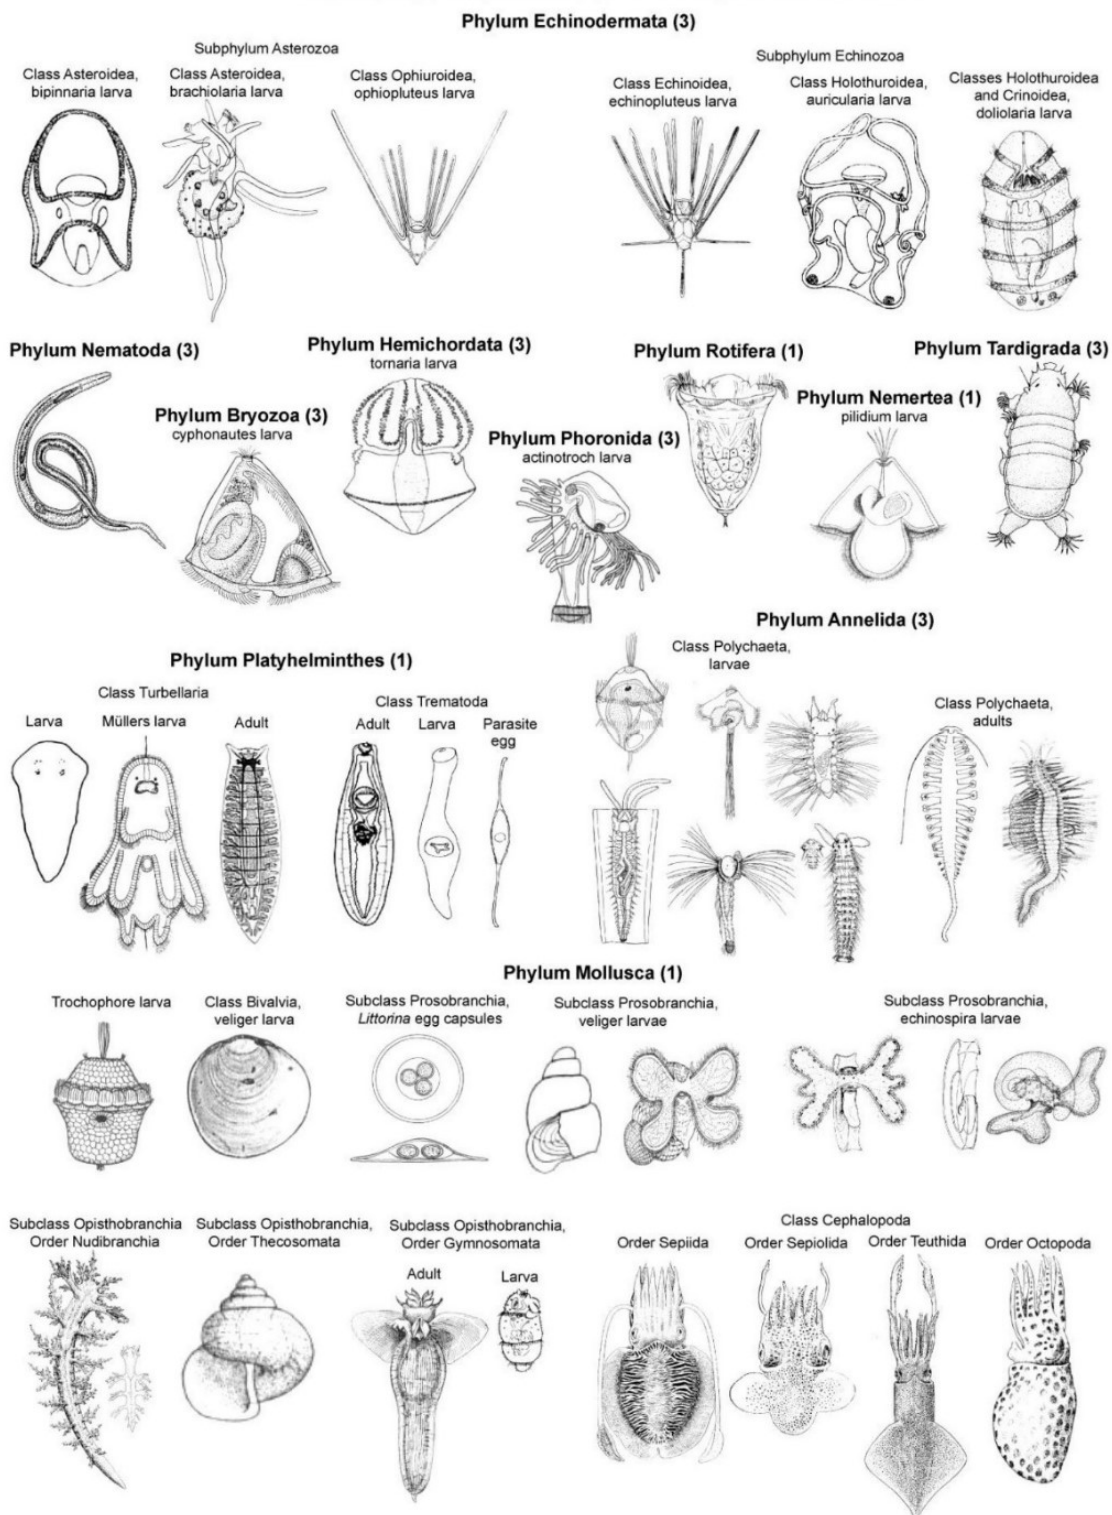 Phylum Echinodermata (3)
Subphylum Asterozoa
Class Asteroidea,
bipinnaria larva
Class Asteroidea,
brachiolaria larva
Class Ophiuroidea,
ophiopluteus larva
Subphylum Echinozoa
Class Echinoidea,
echinopluteus larva
Class Holothuroidea,
auricularia larva
Classes Holothuroidea
and Crinoidea,
doliolaria larva
Phylum Nematoda (3)
Phylum Bryozoa (3)
cyphonautes larva
Phylum Hemichordata (3)
tornaria larva
Phylum Phoronida (3)
actinotroch larva
Phylum Rotifera (1)
Phylum Nemertea (1)
pilidium larva
Phylum Tardigrada (3)
Phylum Platyhelminthes (1)
Class Turbellaria
Larva
Müllers larva
Adult
Class Trematoda
Adult
Larva
Parasite
egg
Phylum Annelida (3)
Class Polychaeta,
larvae
Class Polychaeta,
adults
Phylum Mollusca (1)
Trochophore larva
Class Bivalvia,
veliger larva
Subclass Prosobranchia,
Littorina egg capsules
Subclass Prosobranchia,
veliger larvae
Subclass Prosobranchia,
echinospira larvae
Subclass Opisthobranchia
Order Nudibranchia
Subclass Opisthobranchia,
Order Thecosomata
Subclass Opisthobranchia,
Order Gymnosomata
Adult
Larva
Class Cephalopoda
Order Sepiida
Order Sepiolida
Order Teuthida
Order Octopoda